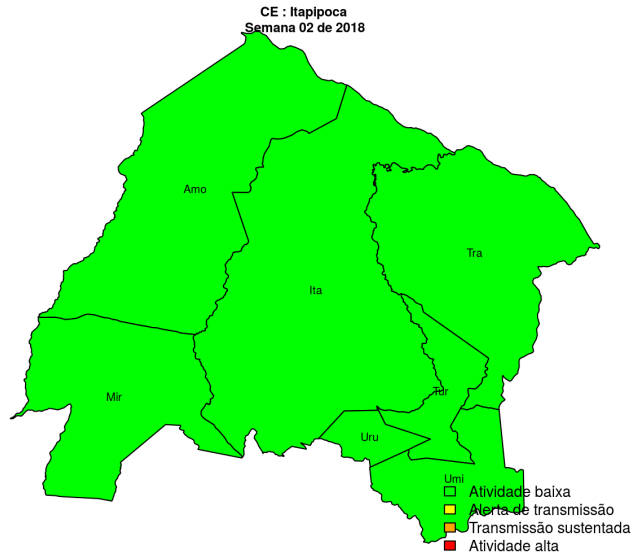 CE : Itapipoca
Semana 02 de 2018
Amo
Tra
Ita
Mir
Tur
Uru
Umi
Atividade baixa
Alerta de transmissão
Transmissão sustentada
Atividade alta